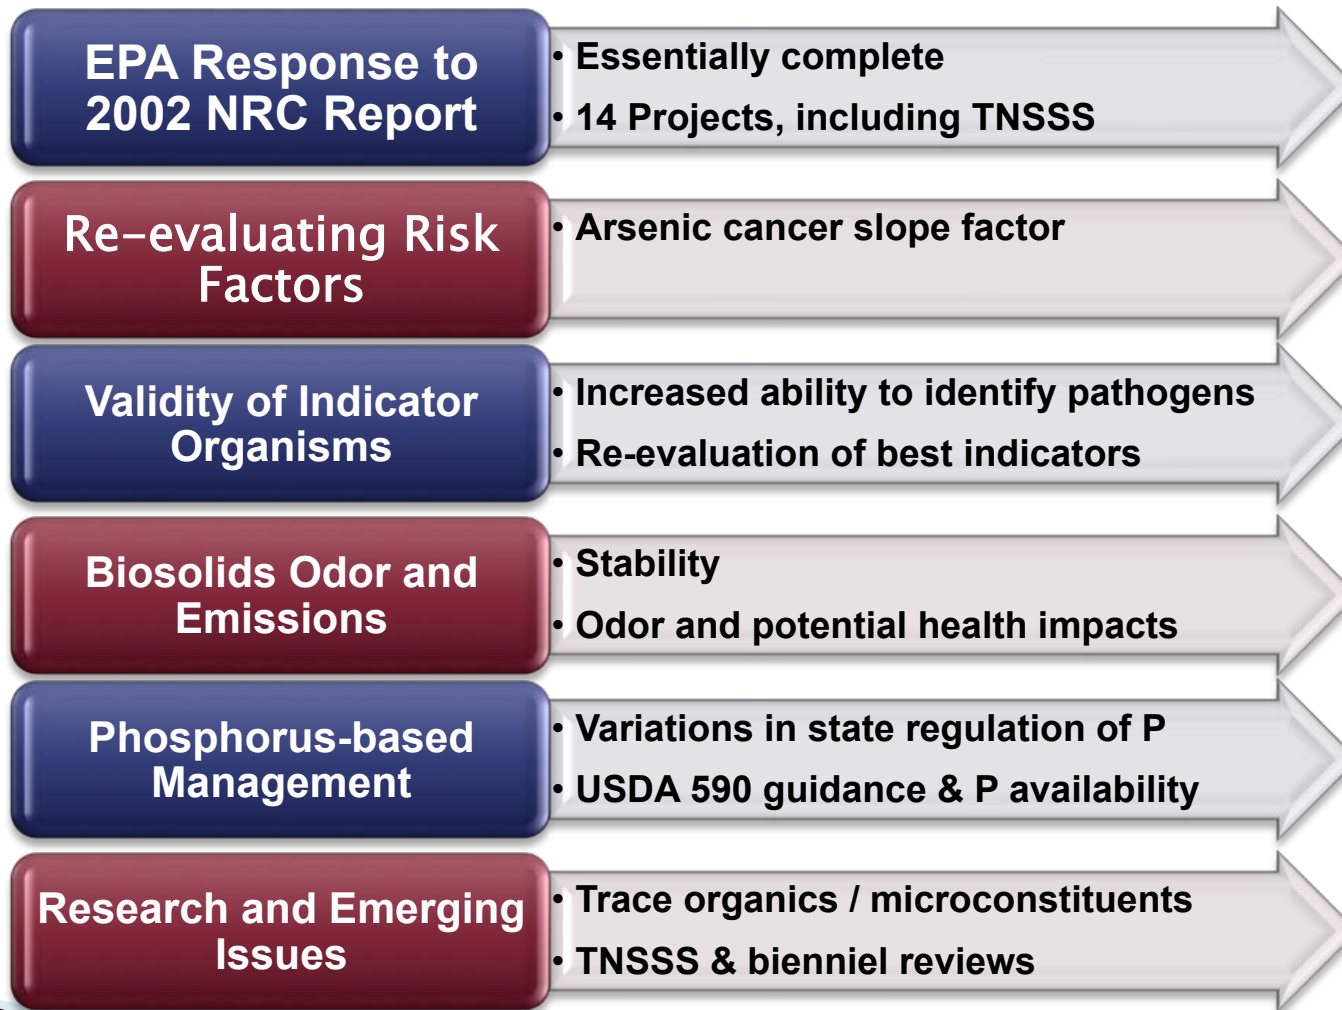 EPA Response to
2002 NRC Report
• Essentially complete
• 14 Projects, including TNSSS
Re-evaluating Risk
Factors
• Arsenic cancer slope factor
Validity of Indicator
Organisms
• Increased ability to identify pathogens
• Re-evaluation of best indicators
Biosolids Odor and
Emissions
• Stability
• Odor and potential health impacts
Phosphorus-based
Management
• Variations in state regulation of P
• USDA 590 guidance & P availability
Research and Emerging
Issues
• Trace organics / microconstituents
• TNSSS & bienniel reviews